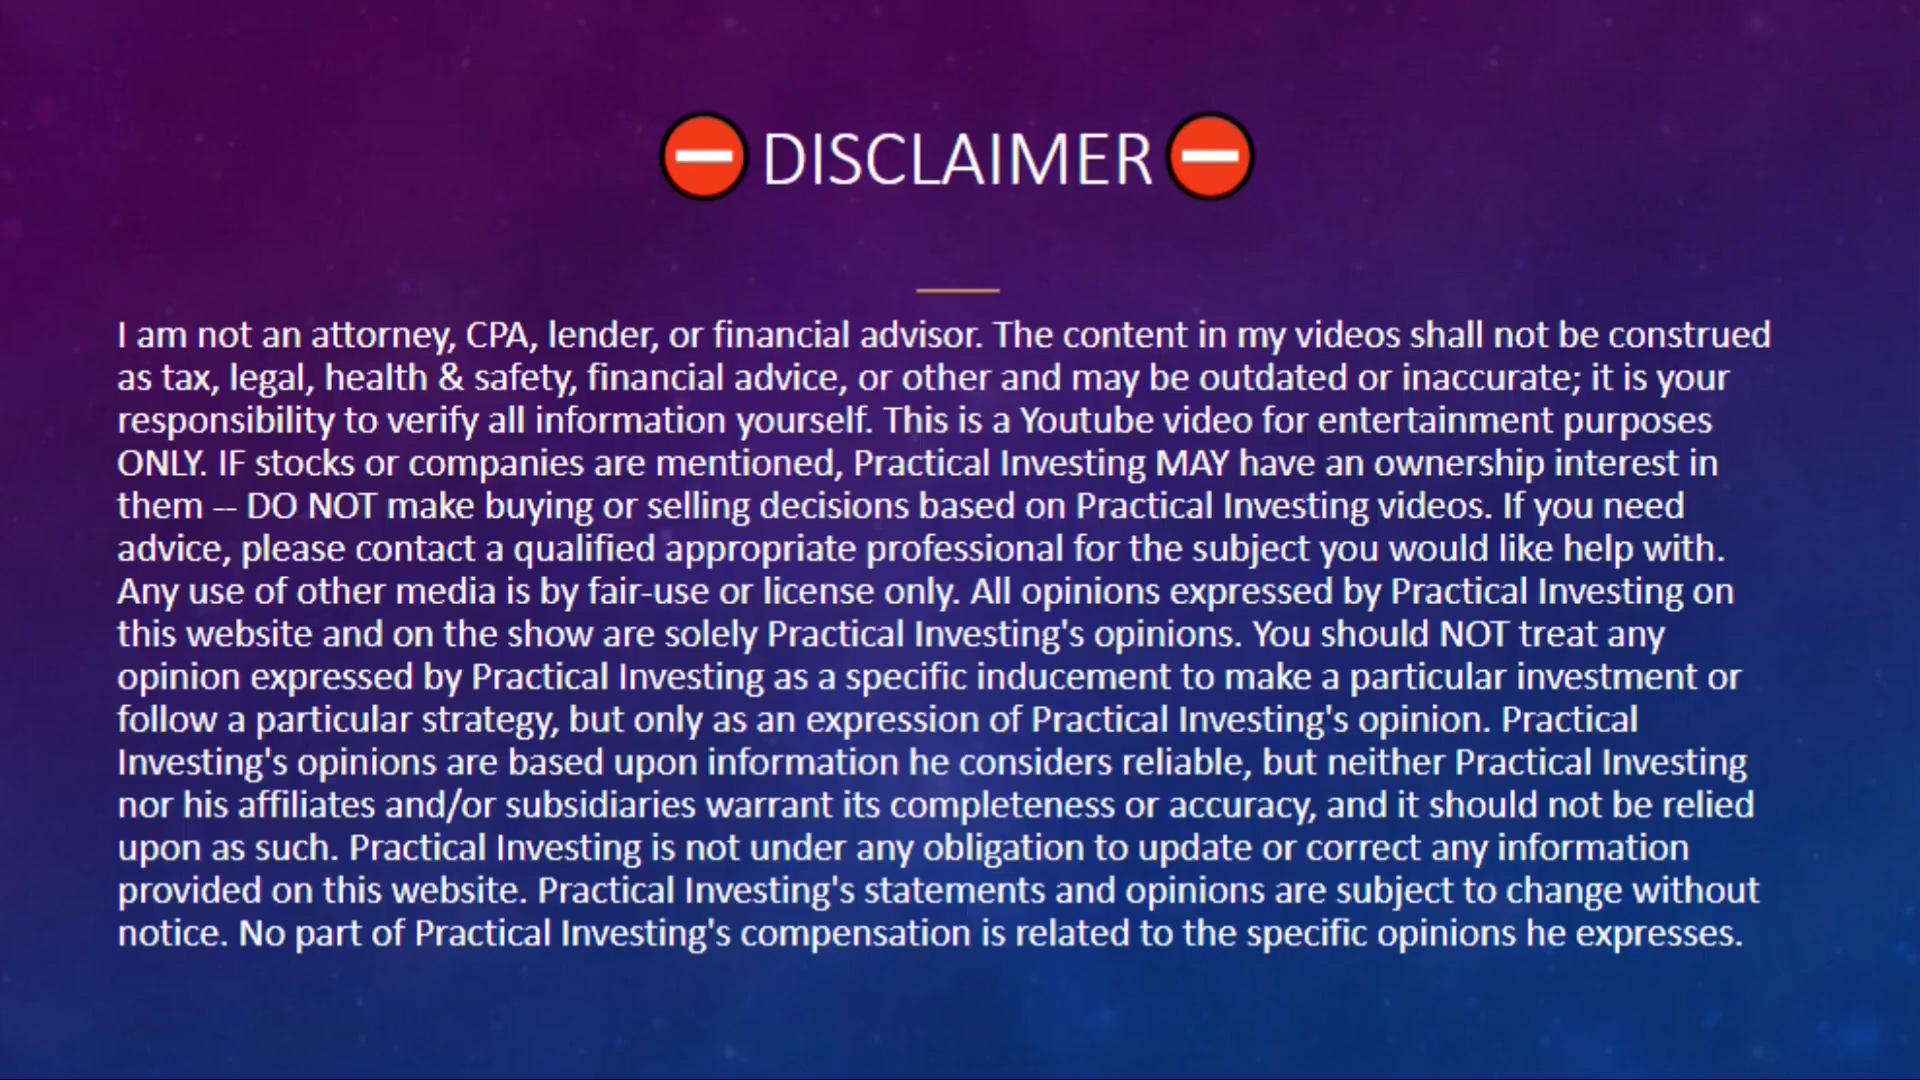 DISCLAIMER
I am not an attorney, CPA, lender, or financial advisor. The content in my videos shall not be construed
as tax, legal, health & safety, financial advice, or other and may be outdated or inaccurate; it is your
responsibility to verify all information yourself. This is a Youtube video for entertainment purposes
ONLY. IF stocks or companies are mentioned, Practical Investing MAY have an ownership interest in
them -- DO NOT make buying or selling decisions based on Practical Investing videos. If you need
advice, please contact a qualified appropriate professional for the subject you would like help with.
Any use of other media is by fair-use or license only. All opinions expressed by Practical Investing on
this website and on the show are solely Practical Investing's opinions. You should NOT treat any
opinion expressed by Practical Investing as a specific inducement to make a particular investment or
follow a particular strategy, but only as an expression of Practical Investing's opinion. Practical
Investing's opinions are based upon information he considers reliable, but neither Practical Investing
nor his affiliates and/or subsidiaries warrant its completeness or accuracy, and it should not be relied
upon as such. Practical Investing is not under any obligation to update or correct any information
provided on this website. Practical Investing's statements and opinions are subject to change without
notice. No part of Practical Investing's compensation is related to the specific opinions he expresses.